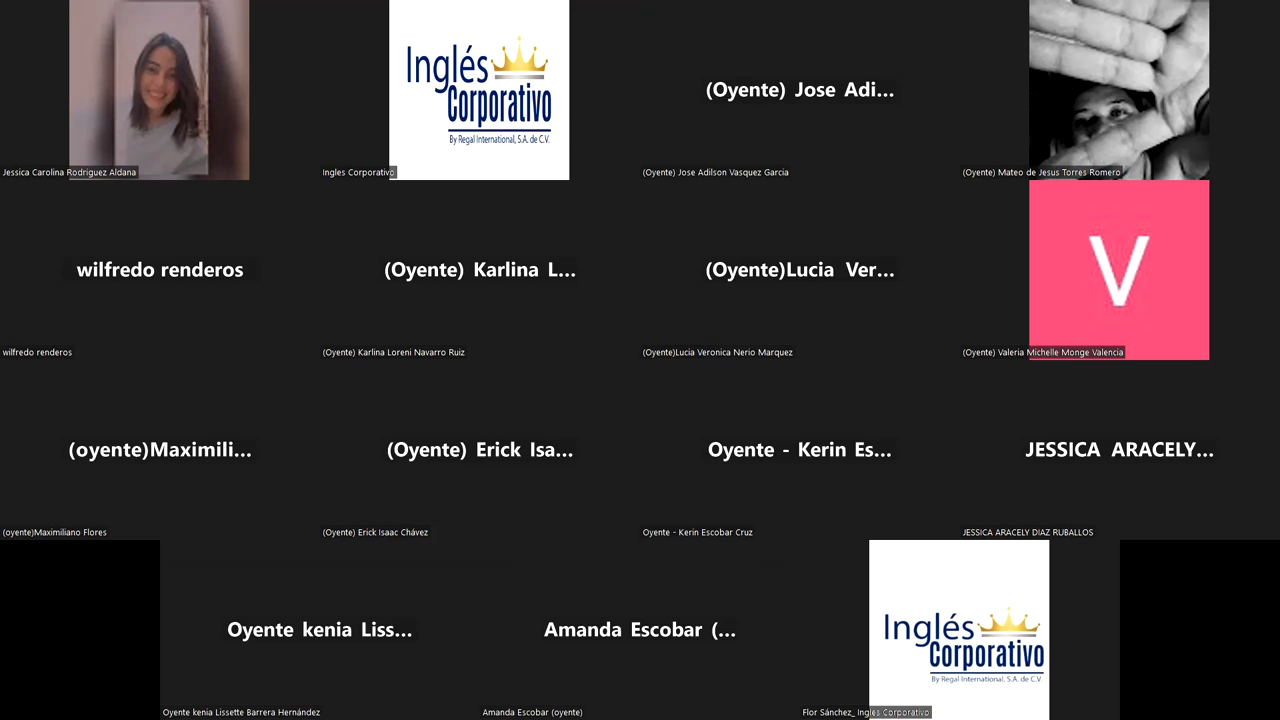 Jessica Carolina Rodriguez Aldana
Inglés
Corporativo
By Regal International, S.A. de C.V.
Ingles Corporativo
(Oyente) Jose Adi...
(Oyente) Jose Adilson Vasquez Garcia
(Oyente) Mateo de Jesus Torres Romero
wilfredo renderos
wilfredo renderos
(Oyente) Karlina L...
(Oyente) Karlina Loreni Navarro Ruiz
(Oyente)Lucia Ver...
(Oyente)Lucia Veronica Nerio Marquez
V
(Oyente) Valeria Michelle Monge Valencia
(oyente)Maximili...
(oyente)Maximiliano Flores
(Oyente) Erick Isa...
(Oyente) Erick Isaac Chávez
Oyente - Kerin Es...
Oyente - Kerin Escobar Cruz
JESSICA ARACELY...
JESSICA ARACELY DIAZ RUBALLOS
Oyente kenia Liss...
Oyente kenia Lissette Barrera Hernández
Amanda Escobar (...
Amanda Escobar (oyente)
Inglés
Corporativo
By Regal International, S.A. de C.V.
Flor Sánchez_ Ingles Corporativo